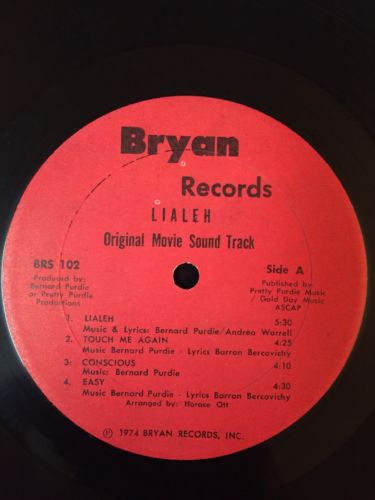 Bryan
Records
LIALEH
Original Movie Sound Track
BRS 102
Side A
Produced by:
Bernard Purdie
or Pretty Purdie
Productions
Published by
Pretty Purdie Music
/ Gold Day Music
ASCAP
1. LIALEH 5:30
Music & Lyrics: Bernard Purdie/Andrea Worrell
2. TOUCH ME AGAIN 4:25
Music Bernard Purdie - Lyrics Barron Bercovichy
3. CONSCIOUS 4:10
Music: Bernard Purdie
4. EASY 4:30
Music Bernard Purdie - Lyrics Barron Bercovichy
Arranged by: Horace Ott
℗ 1974 BRYAN RECORDS, INC.